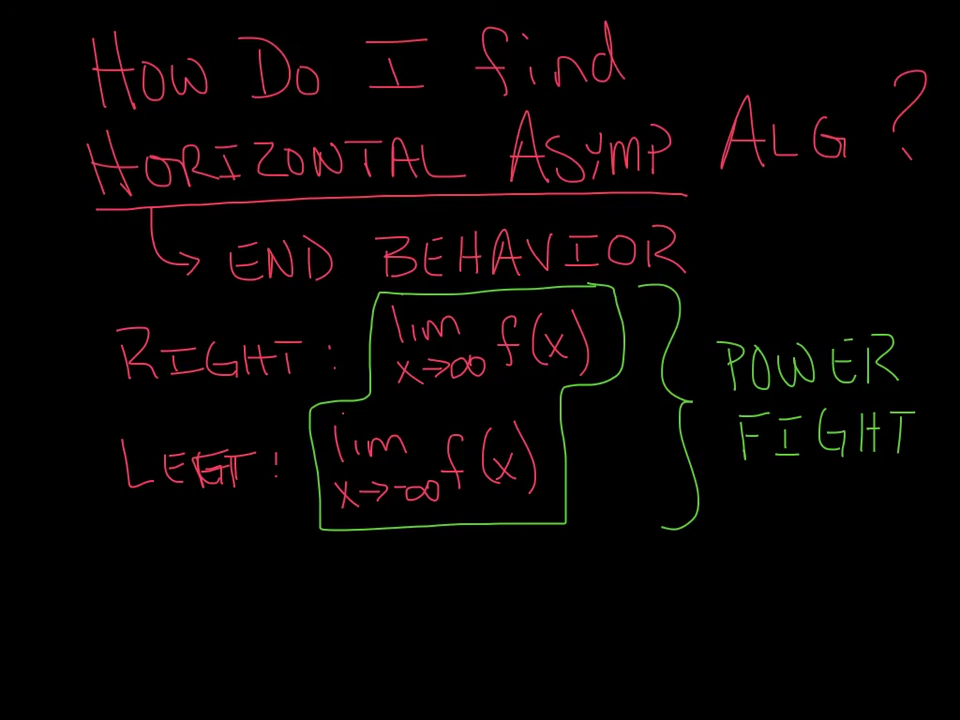 How Do I find
HORIZONTAL ASYMP ALG?
END BEHAVIOR
RIGHT: lim x→∞ f(x)
LEFT: lim x→-∞ f(x)
POWER
FIGHT